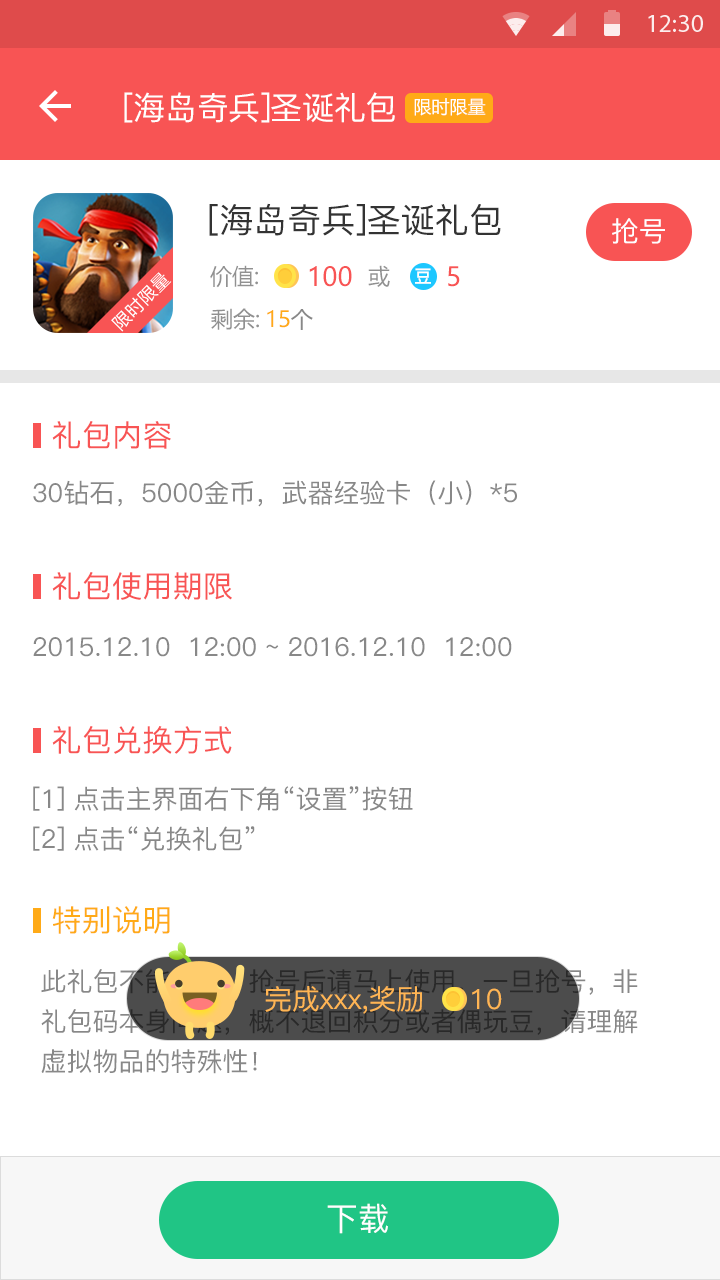 12:30
[海岛奇兵]圣诞礼包 限时限量
[海岛奇兵]圣诞礼包
抢号
价值: 100 或 豆 5
剩余: 15个
限时限量
礼包内容
30钻石，5000金币，武器经验卡（小）*5
礼包使用期限
2015.12.10 12:00 ~ 2016.12.10 12:00
礼包兑换方式
[1] 点击主界面右下角“设置”按钮
[2] 点击“兑换礼包”
特别说明
此礼包不能 抢号后请马上使用，一旦抢号，非
礼包码本身问题，概不退回积分或者偶玩豆，请理解
虚拟物品的特殊性！
完成xxx,奖励 10
下载